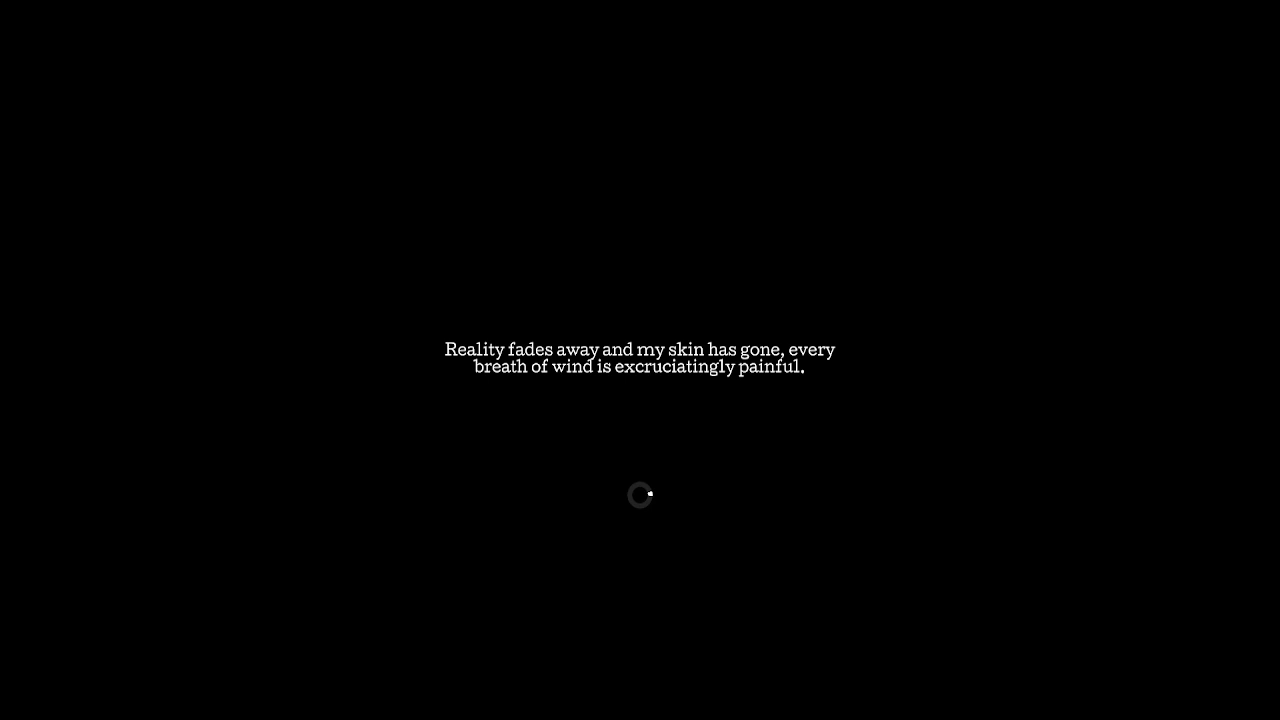 Reality fades away and my skin has gone, every
breath of wind is excruciatingly painful.